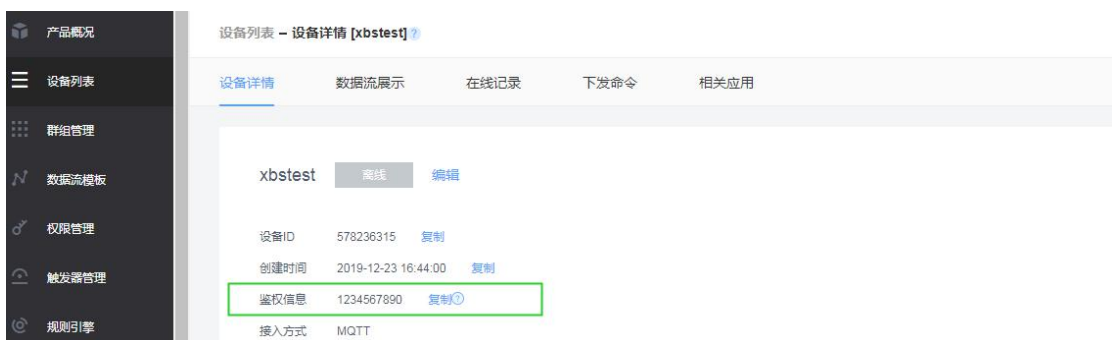 产品概况
设备列表
群组管理
数据流模板
权限管理
触发器管理
规则引擎
设备列表 – 设备详情 [xbstest] ?
设备详情 数据流展示 在线记录 下发命令 相关应用
xbstest 离线 编辑
设备ID 578236315 复制
创建时间 2019-12-23 16:44:00 复制
鉴权信息 1234567890 复制 ?
接入方式 MQTT